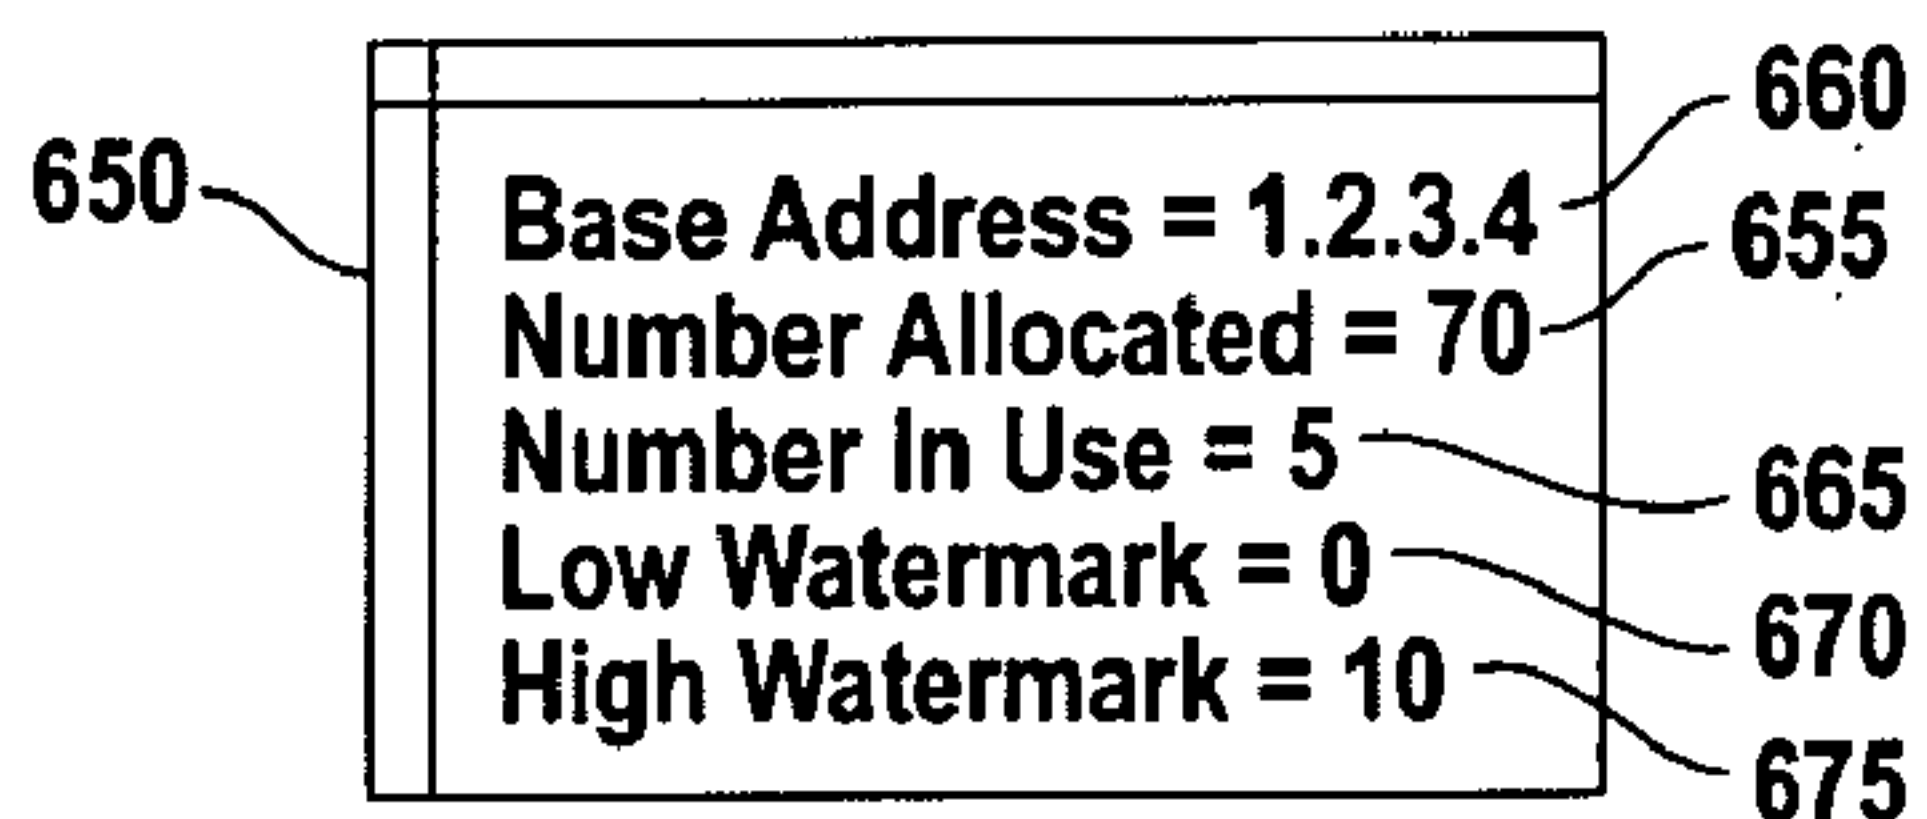 660
650
Base Address = 1.2.3.4
655
Number Allocated = 70
Number In Use = 5
665
Low Watermark = 0
670
High Watermark = 10
675